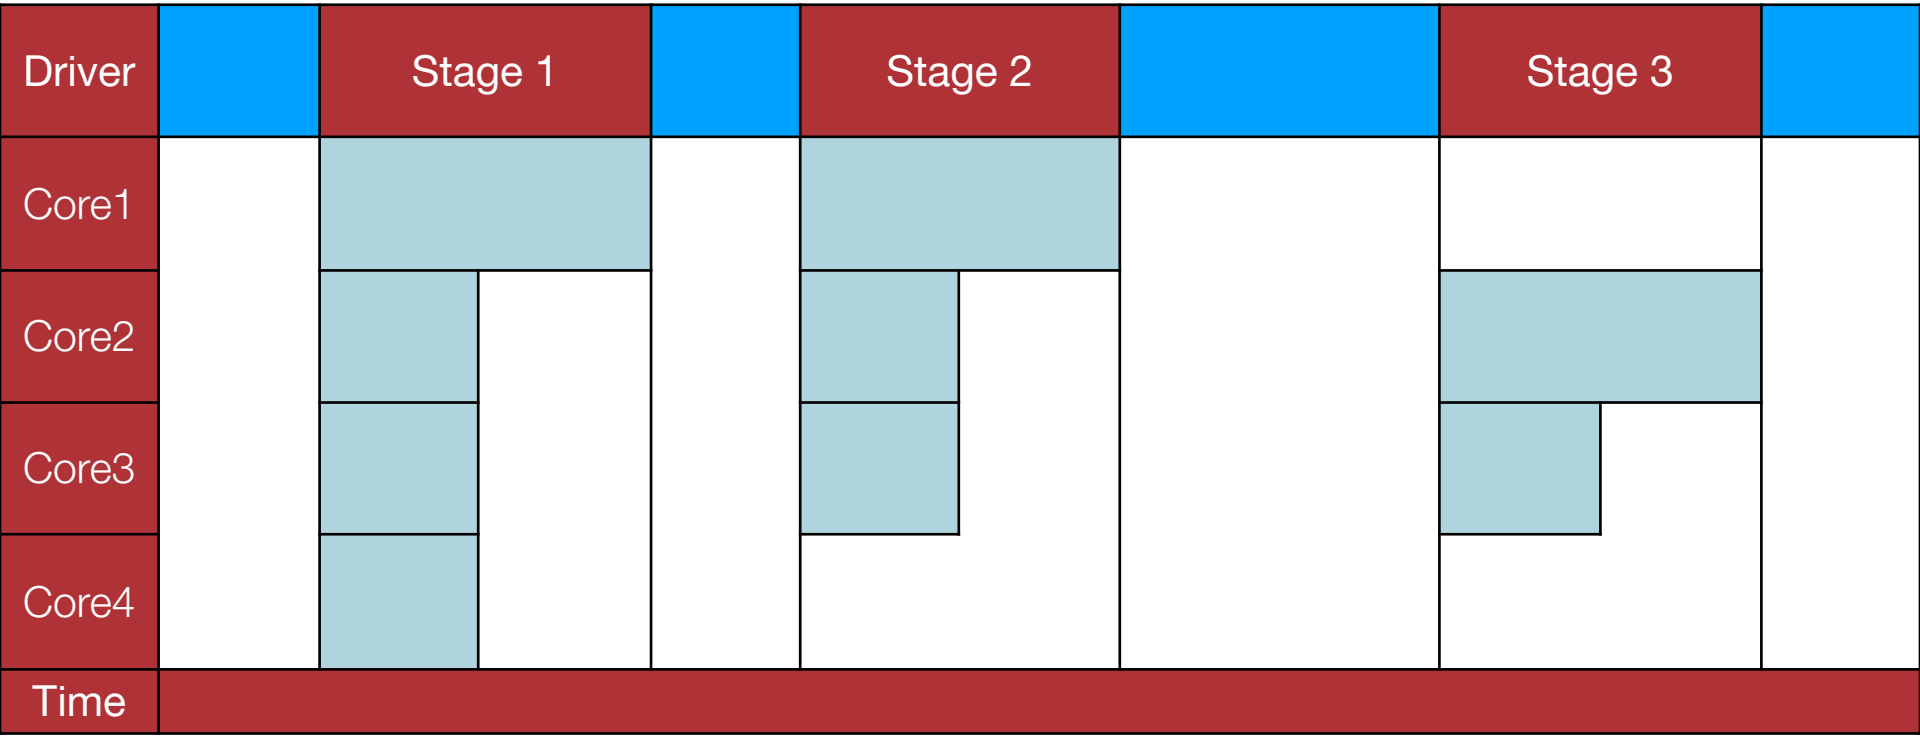 Driver
Stage 1
Stage 2
Stage 3
Core1
Core2
Core3
Core4
Time